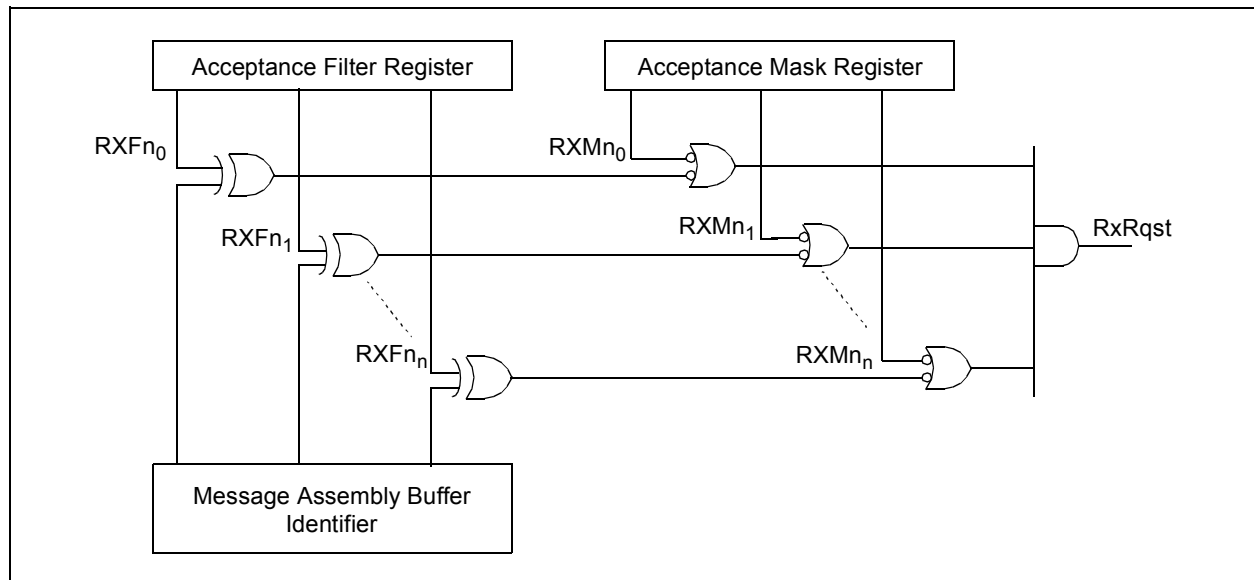 Acceptance Filter Register
Acceptance Mask Register
RXFn0
RXMn0
RXFn1
RXMn1
RxRqst
RXFnn
RXMnn
Message Assembly Buffer
Identifier